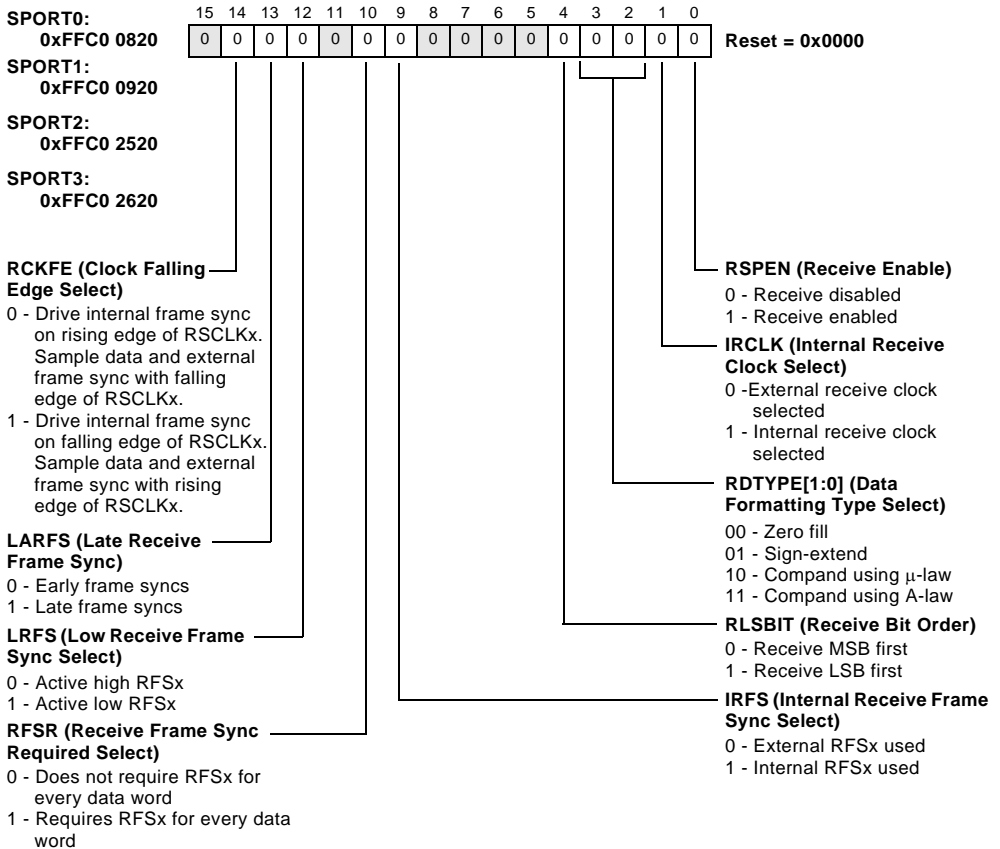 SPORT0:
0xFFC0 0820
SPORT1:
0xFFC0 0920
SPORT2:
0xFFC0 2520
SPORT3:
0xFFC0 2620
15 14 13 12 11 10 9 8 7 6 5 4 3 2 1 0
0 0 0 0 0 0 0 0 0 0 0 0 0 0 0 0
Reset = 0x0000
RCKFE (Clock Falling
Edge Select)
0 - Drive internal frame sync
on rising edge of RSCLKx.
Sample data and external
frame sync with falling
edge of RSCLKx.
1 - Drive internal frame sync
on falling edge of RSCLKx.
Sample data and external
frame sync with rising
edge of RSCLKx.
LARFS (Late Receive
Frame Sync)
0 - Early frame syncs
1 - Late frame syncs
LRFS (Low Receive Frame
Sync Select)
0 - Active high RFSx
1 - Active low RFSx
RFSR (Receive Frame Sync
Required Select)
0 - Does not require RFSx for
every data word
1 - Requires RFSx for every data
word
RSPEN (Receive Enable)
0 - Receive disabled
1 - Receive enabled
IRCLK (Internal Receive
Clock Select)
0 -External receive clock
selected
1 - Internal receive clock
selected
RDTYPE[1:0] (Data
Formatting Type Select)
00 - Zero fill
01 - Sign-extend
10 - Compand using μ-law
11 - Compand using A-law
RLSBIT (Receive Bit Order)
0 - Receive MSB first
1 - Receive LSB first
IRFS (Internal Receive Frame
Sync Select)
0 - External RFSx used
1 - Internal RFSx used